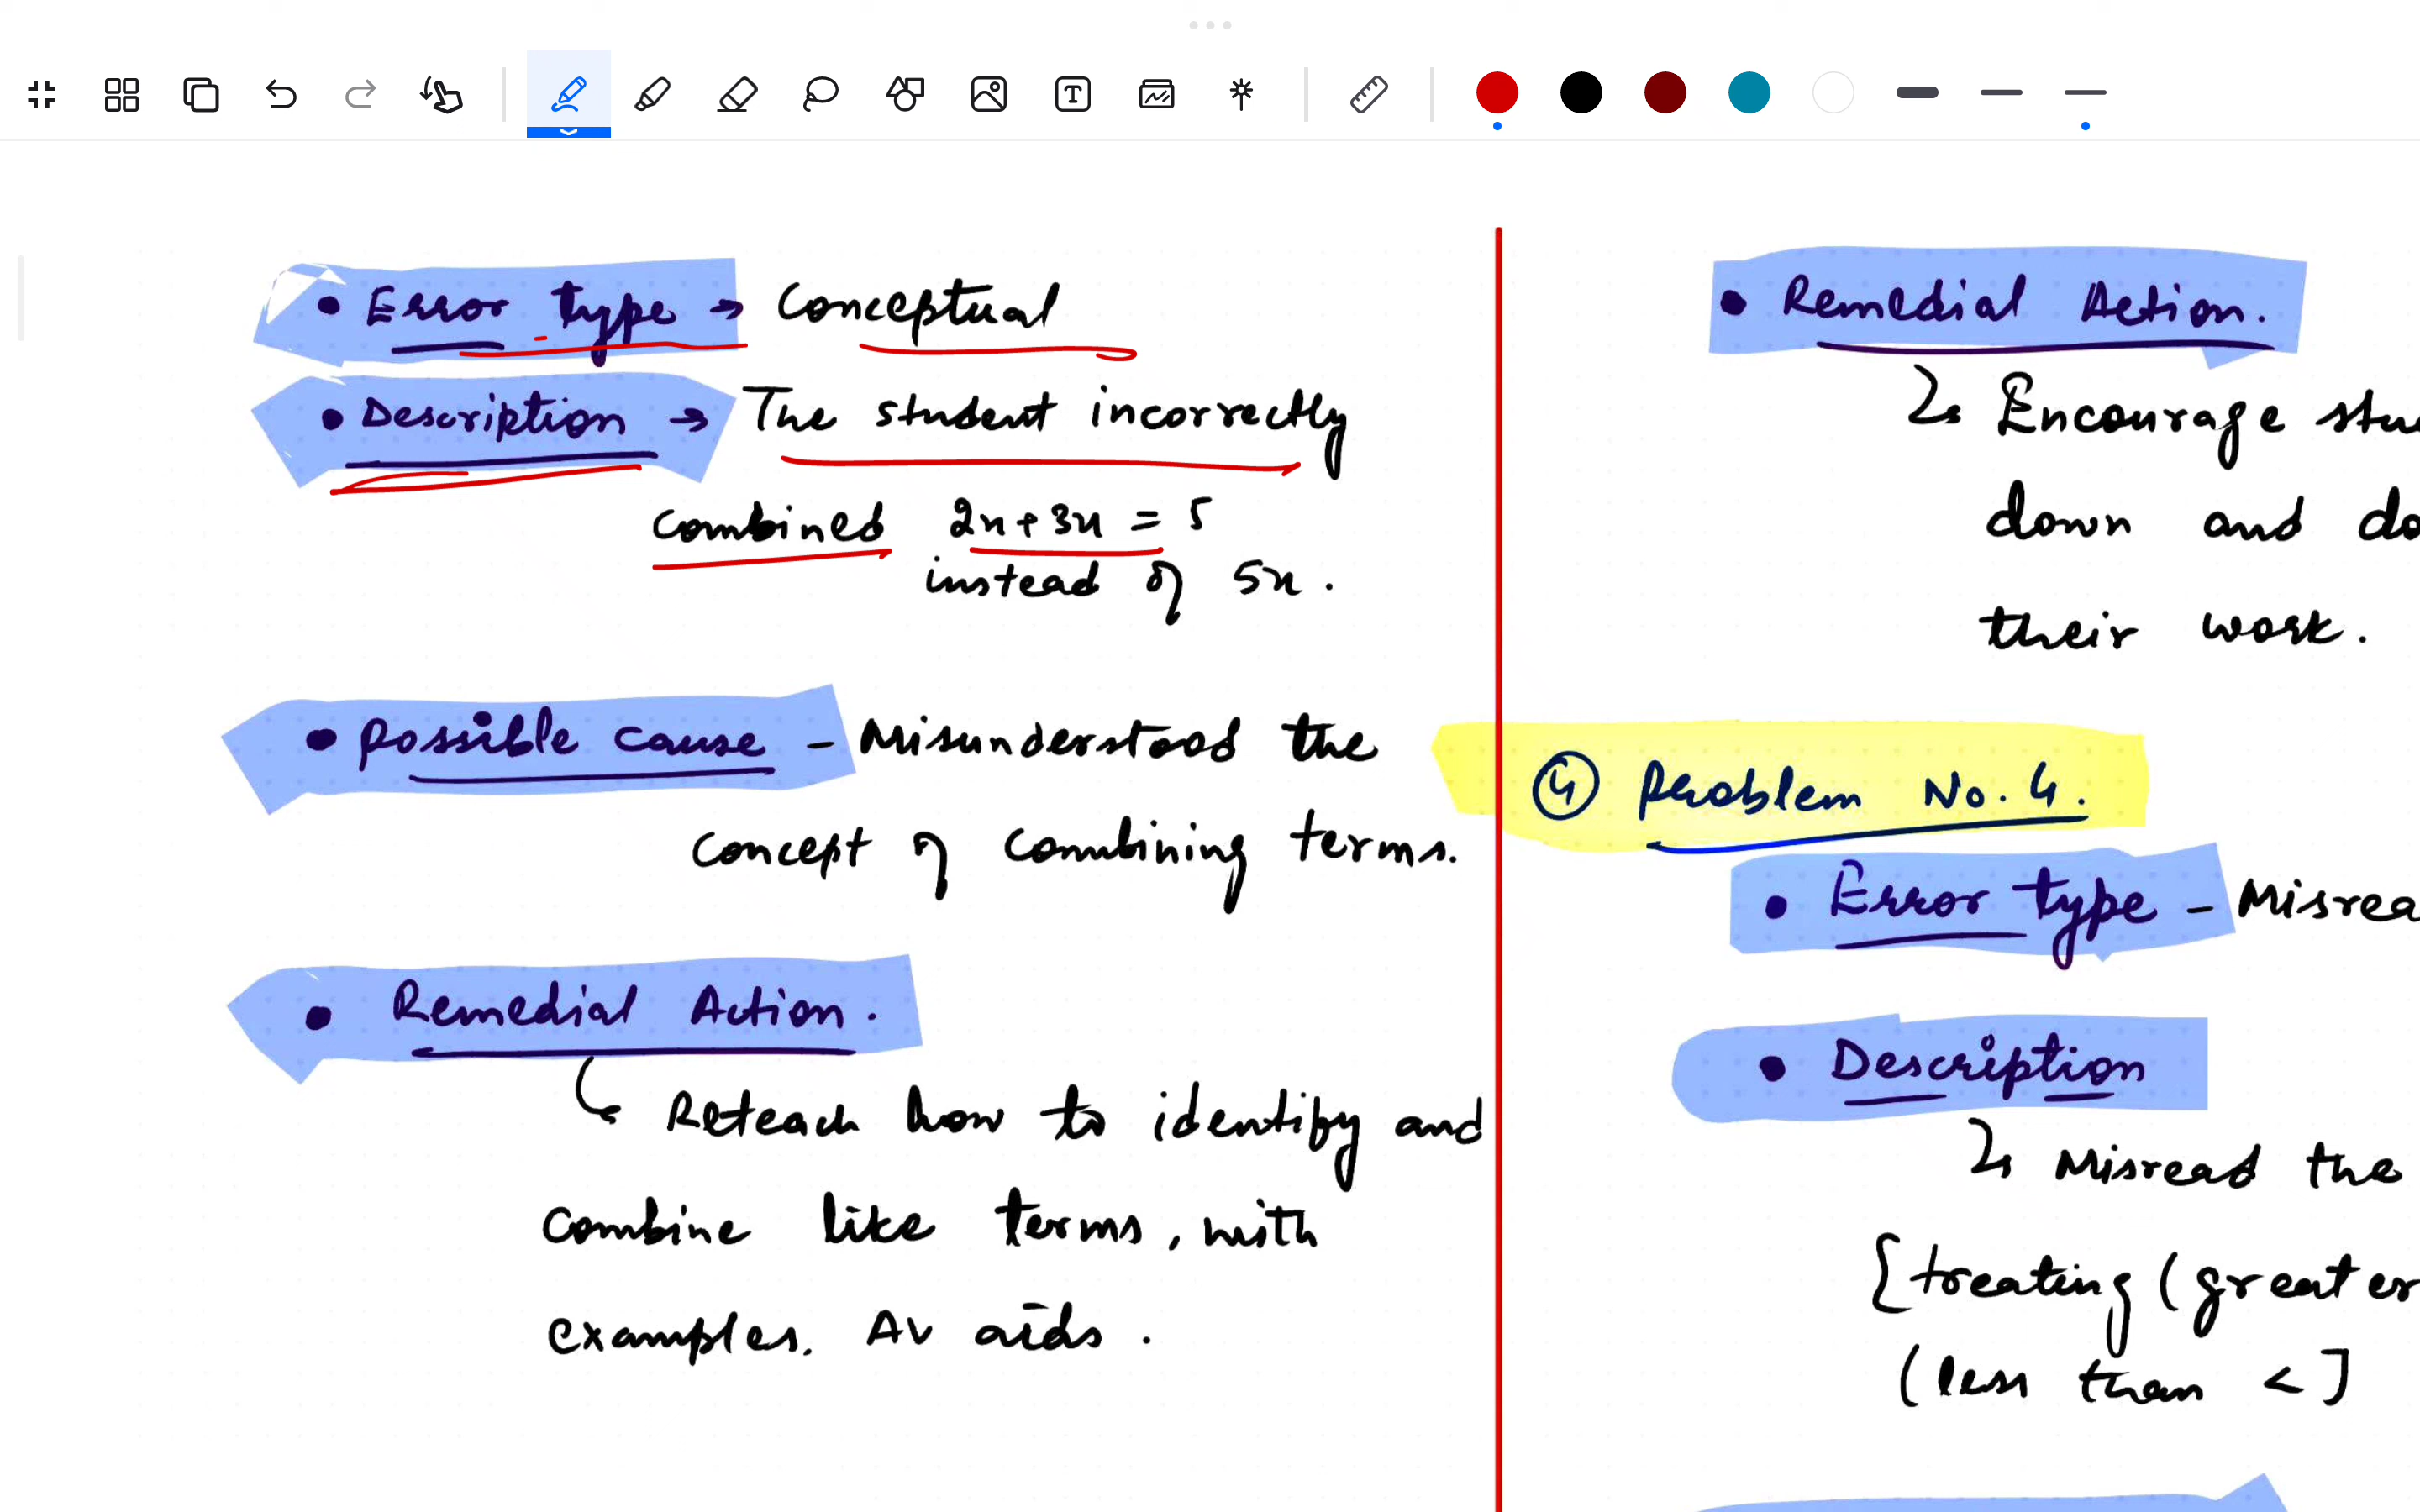 • Error type → Conceptual
• Description → The student incorrectly
combined 2x+3x = 5
instead of 5x.
• Possible cause – Misunderstood the
concept of combining terms.
• Remedial Action.
Reteach how to identify and
combine like terms, with
examples. AV aids.
• Remedial Action.
Encourage stu
down and do
their work.
④ Problem No. 4.
• Error type – Misrea
• Description
Misread the
{treating (greater
(less than <]